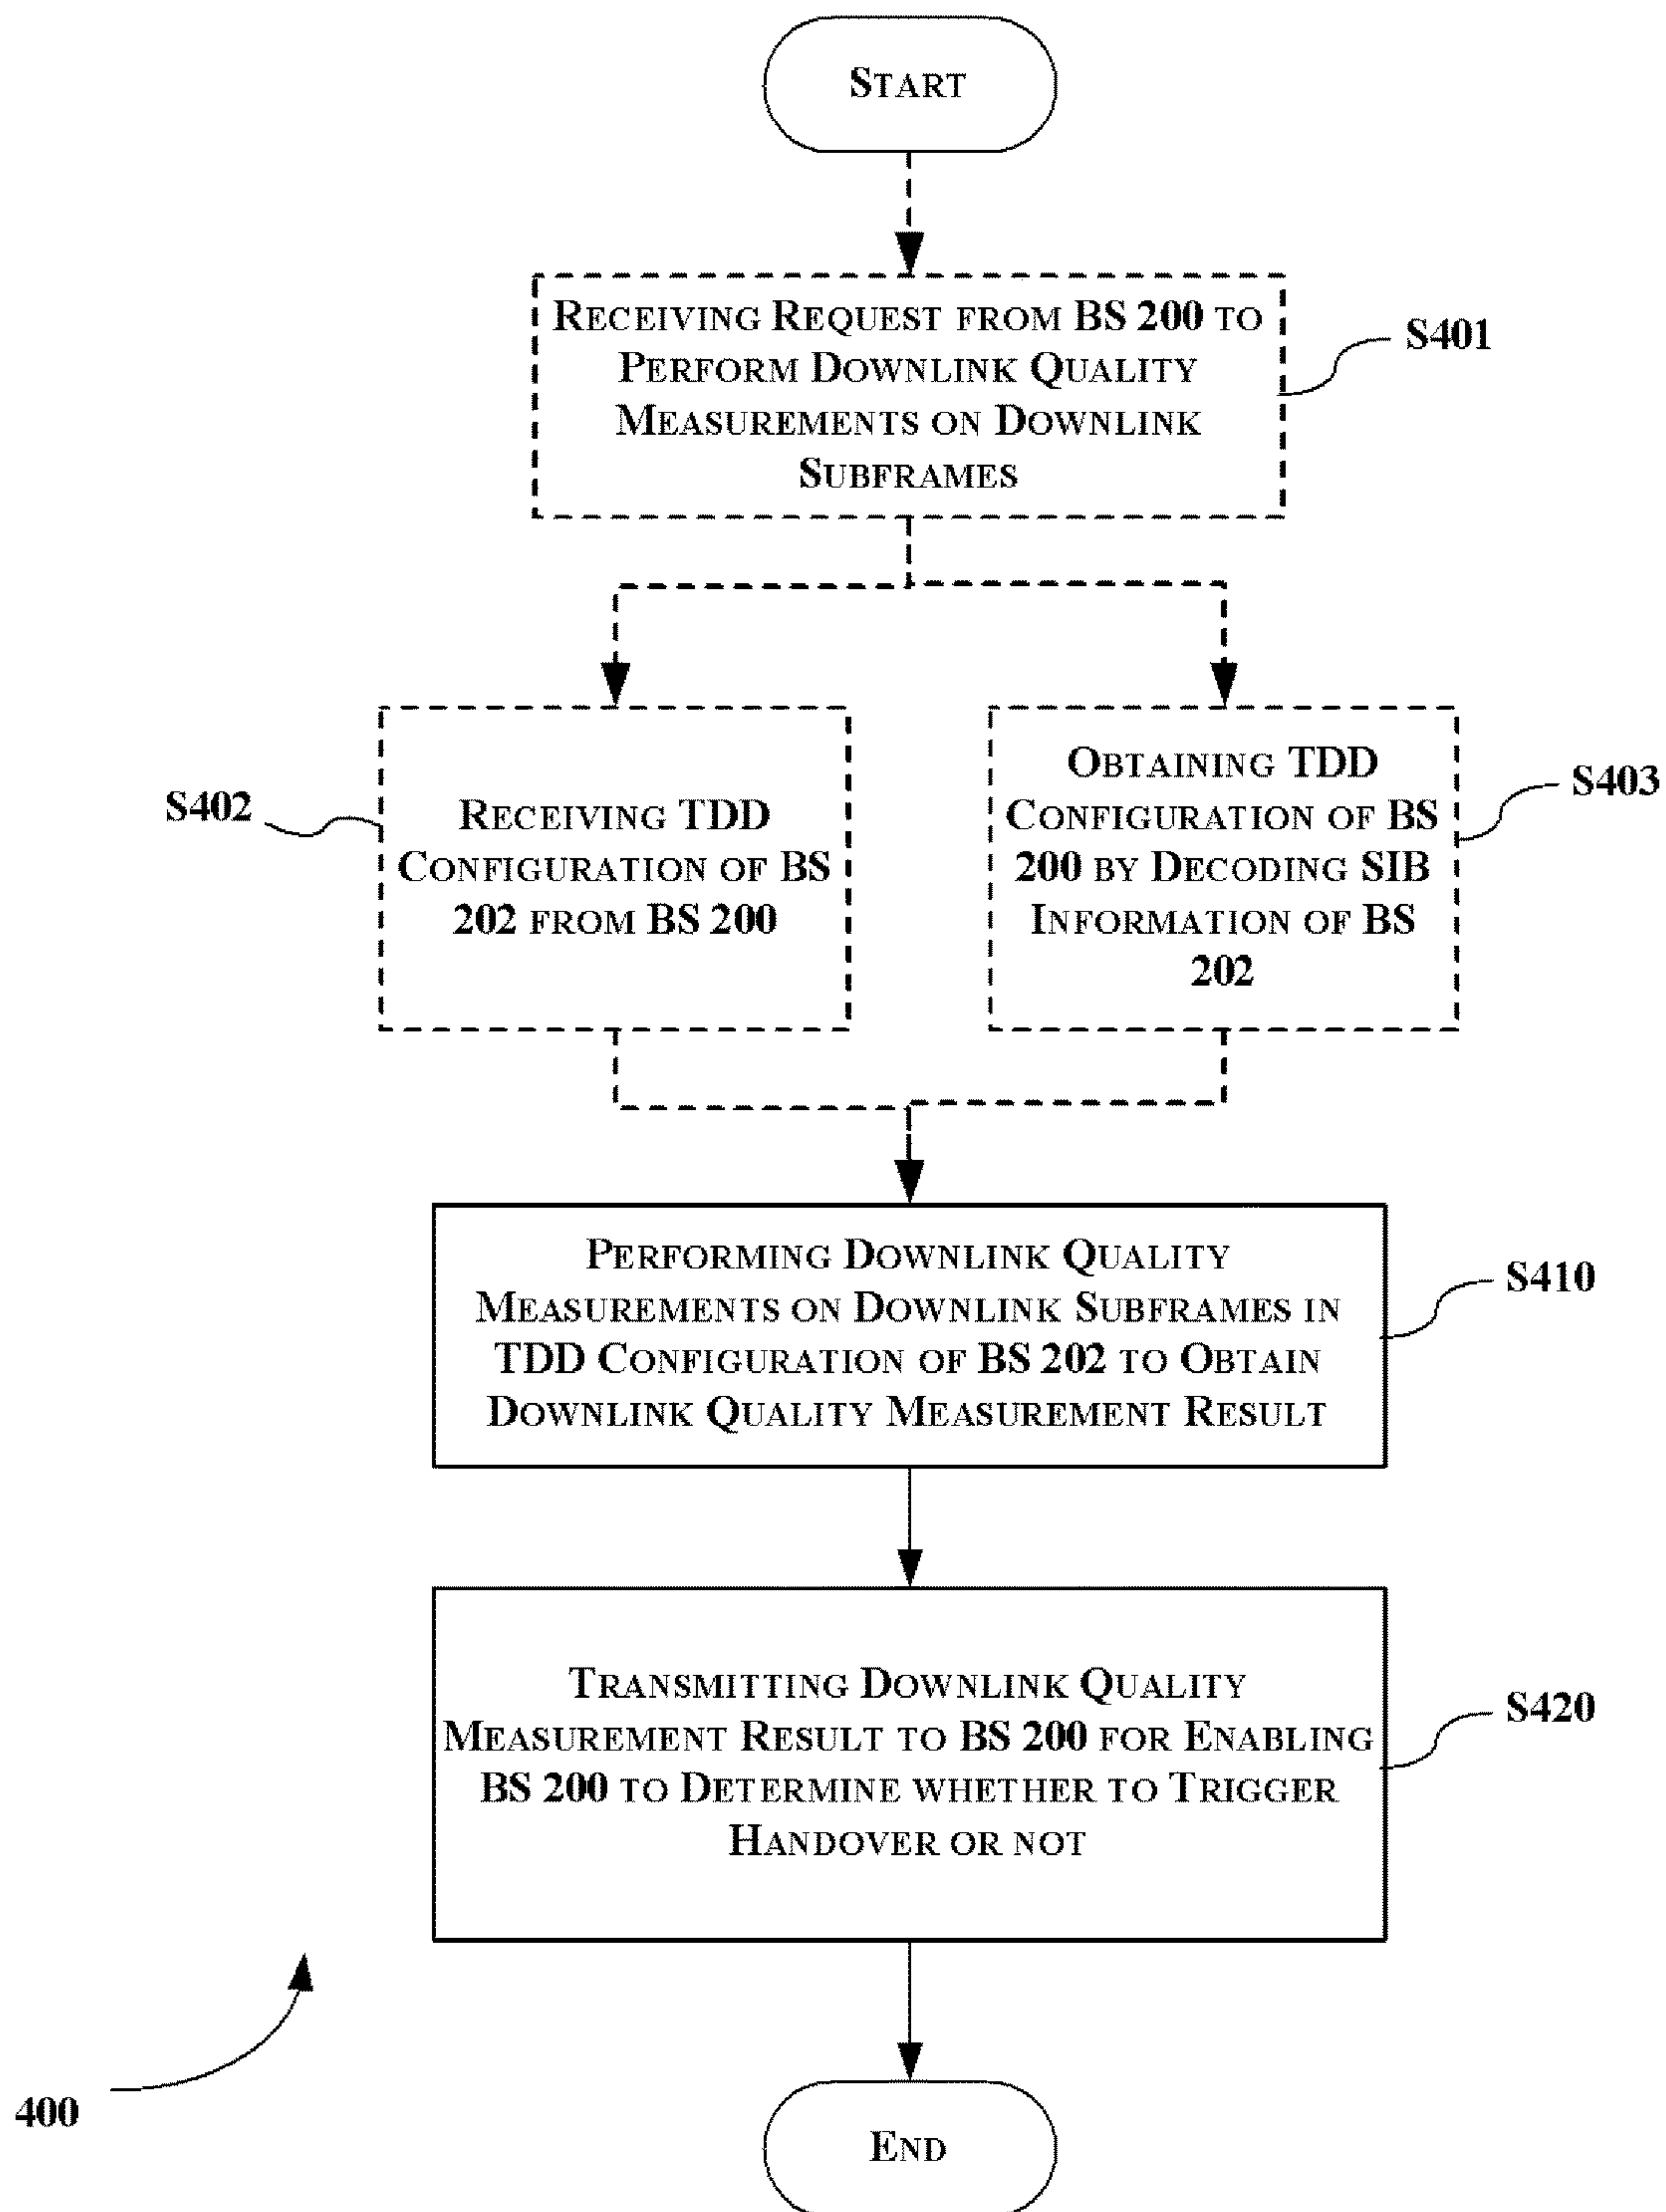 START
RECEIVING REQUEST FROM BS 200 TO
PERFORM DOWNLINK QUALITY
MEASUREMENTS ON DOWNLINK
SUBFRAMES
S401
S402
RECEIVING TDD
CONFIGURATION OF BS
202 FROM BS 200
OBTAINING TDD
CONFIGURATION OF BS
200 BY DECODING SIB
INFORMATION OF BS
202
S403
PERFORMING DOWNLINK QUALITY
MEASUREMENTS ON DOWNLINK SUBFRAMES IN
TDD CONFIGURATION OF BS 202 TO OBTAIN
DOWNLINK QUALITY MEASUREMENT RESULT
S410
TRANSMITTING DOWNLINK QUALITY
MEASUREMENT RESULT TO BS 200 FOR ENABLING
BS 200 TO DETERMINE WHETHER TO TRIGGER
HANDOVER OR NOT
S420
400
END